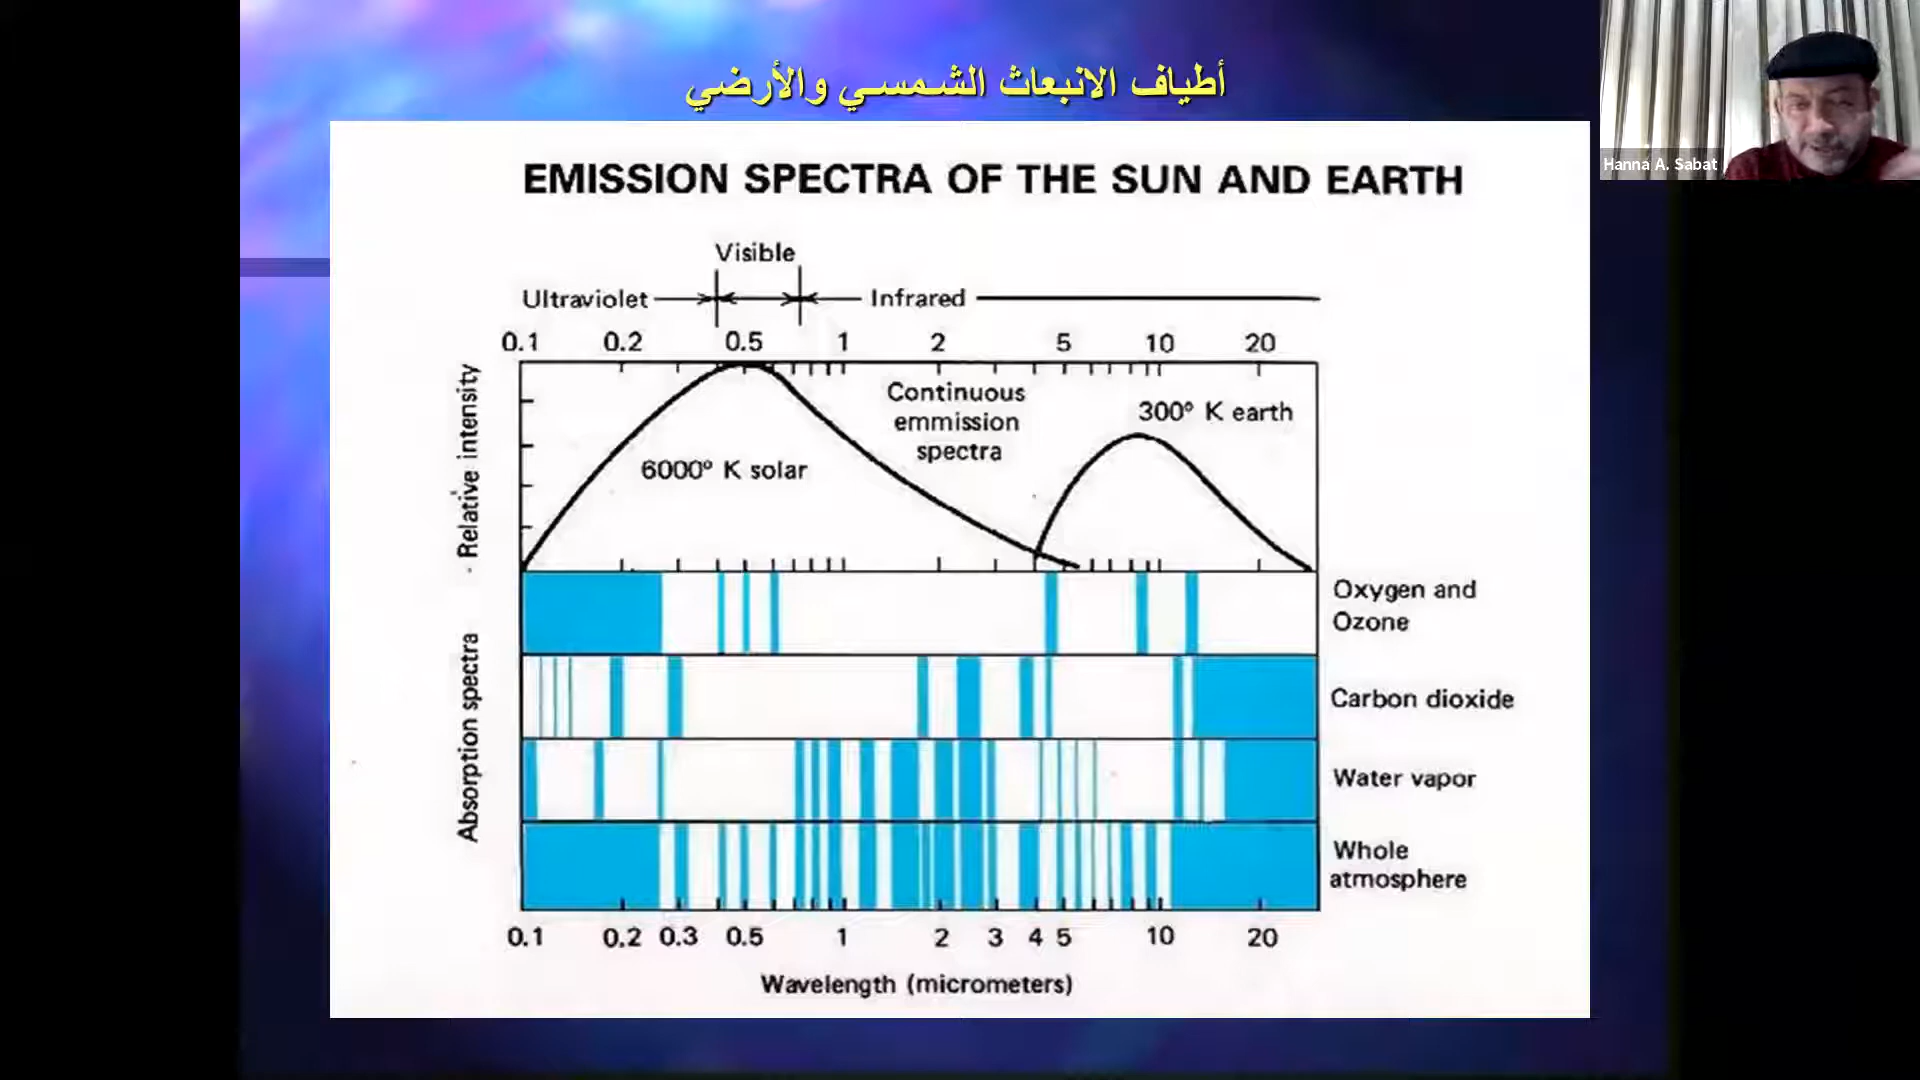 أطياف الانبعاث الشمسي والأرضي
Hanna A. Sabat
EMISSION SPECTRA OF THE SUN AND EARTH
Visible
Ultraviolet
Infrared
0.1 0.2 0.5 1 2 5 10 20
Relative intensity
Continuous
emmission
spectra
300° K earth
6000° K solar
Absorption spectra
Oxygen and
Ozone
Carbon dioxide
Water vapor
Whole
atmosphere
0.1 0.2 0.3 0.5 1 2 3 4 5 10 20
Wavelength (micrometers)